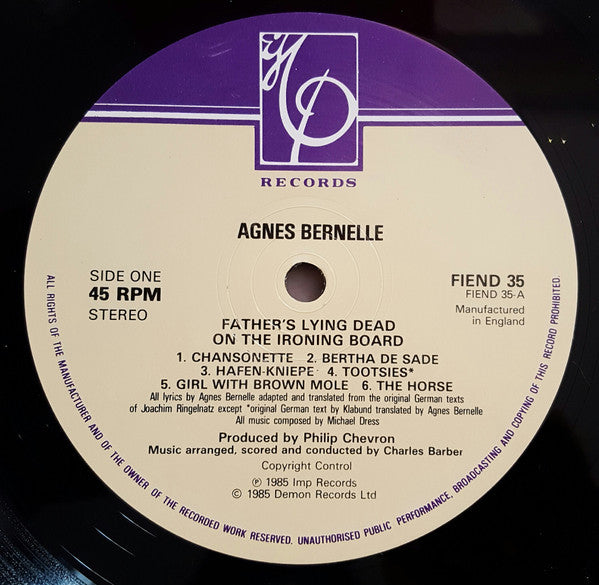 iMp
RECORDS
AGNES BERNELLE
SIDE ONE
45 RPM
STEREO
FIEND 35
FIEND 35-A
Manufactured
in England
FATHER'S LYING DEAD
ON THE IRONING BOARD
1. CHANSONETTE 2. BERTHA DE SADE
3. HAFEN-KNIEPE 4. TOOTSIES*
5. GIRL WITH BROWN MOLE 6. THE HORSE
All lyrics by Agnes Bernelle adapted and translated from the original German texts
of Joachim Ringelnatz except *original German text by Klabund translated by Agnes Bernelle
All music composed by Michael Dress
Produced by Philip Chevron
Music arranged, scored and conducted by Charles Barber
Copyright Control
℗ 1985 Imp Records
© 1985 Demon Records Ltd
ALL RIGHTS OF THE MANUFACTURER AND OF THE OWNER OF THE RECORDED WORK RESERVED. UNAUTHORISED PUBLIC PERFORMANCE, BROADCASTING AND COPYING OF THIS RECORD PROHIBITED.